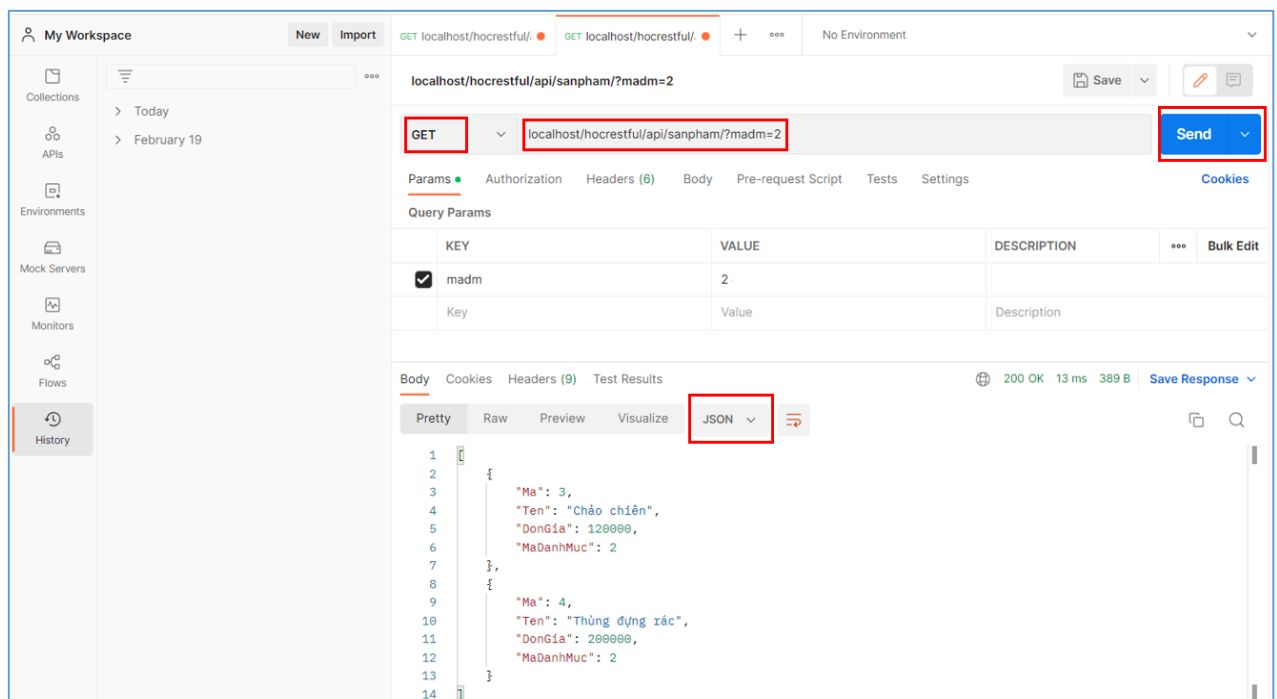 My Workspace New Import GET localhost/hocrestful/. GET localhost/hocrestful/. No Environment
Collections
APIs
Environments
Mock Servers
Monitors
Flows
History
Today
February 19
localhost/hocrestful/api/sanpham/?madm=2 Save
GET localhost/hocrestful/api/sanpham/?madm=2 Send
Params Authorization Headers (6) Body Pre-request Script Tests Settings Cookies
Query Params
KEY VALUE DESCRIPTION Bulk Edit
madm 2
Key Value Description
Body Cookies Headers (9) Test Results 200 OK 13 ms 389 B Save Response
Pretty Raw Preview Visualize JSON
1 [
2 {
3 "Ma": 3,
4 "Ten": "Chảo chiên",
5 "DonGia": 120000,
6 "MaDanhMuc": 2
7 },
8 {
9 "Ma": 4,
10 "Ten": "Thùng đựng rác",
11 "DonGia": 200000,
12 "MaDanhMuc": 2
13 }
14 ]